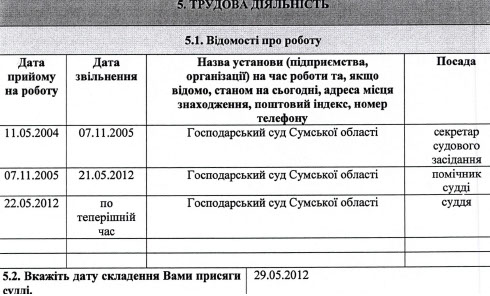 5. ТРУДОВА ДІЯЛЬНІСТЬ
5.1. Відомості про роботу
Дата прийому на роботу | Дата звільнення | Назва установи (підприємства, організації) на час роботи та, якщо відомо, станом на сьогодні, адреса місця знаходження, поштовий індекс, номер телефону | Посада
11.05.2004 | 07.11.2005 | Господарський суд Сумської області | секретар судового засідання
07.11.2005 | 21.05.2012 | Господарський суд Сумської області | помічник судді
22.05.2012 | по теперішній час | Господарський суд Сумської області | суддя
5.2. Вкажіть дату складення Вами присяги судді. | 29.05.2012